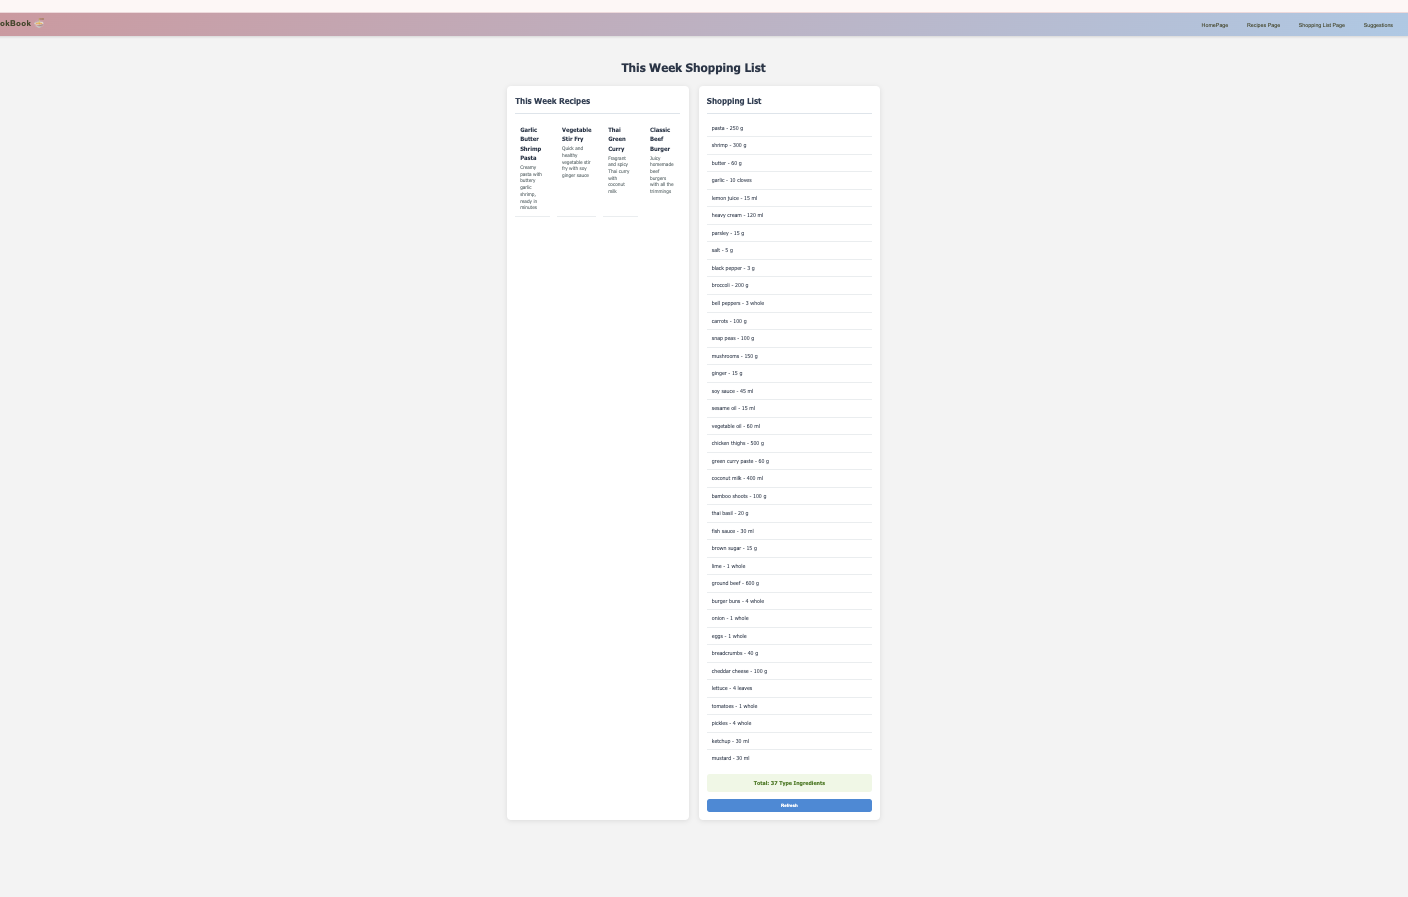 okBook
HomePage
Recipes Page
Shopping List Page
Suggestions
This Week Shopping List
This Week Recipes
Garlic
Butter
Shrimp
Pasta
Creamy
pasta with
buttery
garlic
shrimp,
ready in
minutes
Vegetable
Stir Fry
Quick and
healthy
vegetable stir
fry with soy
ginger sauce
Thai
Green
Curry
Fragrant
and spicy
Thai curry
with
coconut
milk
Classic
Beef
Burger
Juicy
homemade
beef
burgers
with all the
trimmings
Shopping List
pasta - 250 g
shrimp - 300 g
butter - 60 g
garlic - 10 cloves
lemon juice - 15 ml
heavy cream - 120 ml
parsley - 15 g
salt - 5 g
black pepper - 3 g
broccoli - 200 g
bell peppers - 3 whole
carrots - 100 g
snap peas - 100 g
mushrooms - 150 g
ginger - 15 g
soy sauce - 45 ml
sesame oil - 15 ml
vegetable oil - 60 ml
chicken thighs - 500 g
green curry paste - 60 g
coconut milk - 400 ml
bamboo shoots - 100 g
thai basil - 20 g
fish sauce - 30 ml
brown sugar - 15 g
lime - 1 whole
ground beef - 600 g
burger buns - 4 whole
onion - 1 whole
eggs - 1 whole
breadcrumbs - 40 g
cheddar cheese - 100 g
lettuce - 4 leaves
tomatoes - 1 whole
pickles - 4 whole
ketchup - 30 ml
mustard - 30 ml
Total: 37 Type Ingredients
Refresh